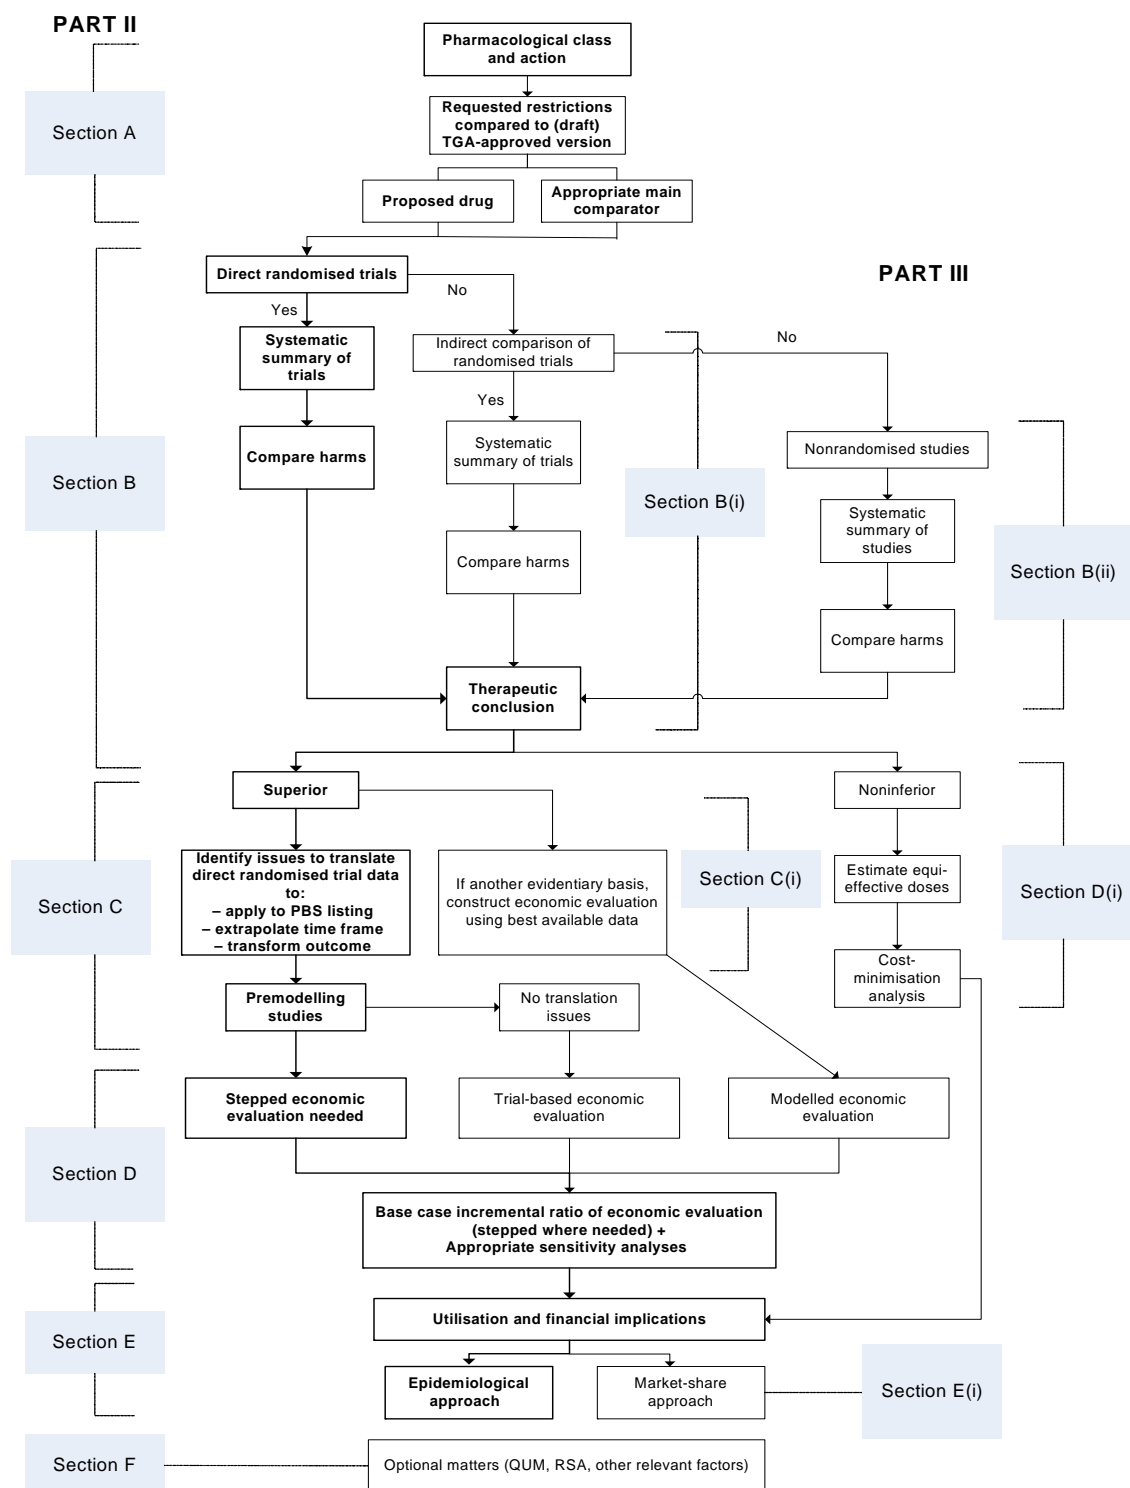 PART II
Pharmacological class
and action
Section A
Requested restrictions
compared to (draft)
TGA-approved version
Proposed drug
Appropriate main
comparator
Direct randomised trials
PART III
No
Yes
Systematic
summary of
trials
Indirect comparison of
randomised trials
No
Yes
Compare harms
Systematic
summary of trials
Nonrandomised studies
Section B
Section B(i)
Systematic
summary of
studies
Compare harms
Section B(ii)
Compare harms
Therapeutic
conclusion
Superior
Noninferior
Identify issues to translate
direct randomised trial data
to:
– apply to PBS listing
– extrapolate time frame
– transform outcome
If another evidentiary basis,
construct economic evaluation
using best available data
Section C(i)
Estimate equi-
effective doses
Section D(i)
Section C
Cost-
minimisation
analysis
Premodelling
studies
No translation
issues
Stepped economic
evaluation needed
Trial-based economic
evaluation
Modelled economic
evaluation
Section D
Base case incremental ratio of economic evaluation
(stepped where needed) +
Appropriate sensitivity analyses
Utilisation and financial implications
Section E
Epidemiological
approach
Market-share
approach
Section E(i)
Section F
Optional matters (QUM, RSA, other relevant factors)